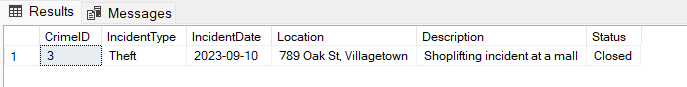 Results Messages
CrimeID IncidentType IncidentDate Location Description Status
1 3 Theft 2023-09-10 789 Oak St, Villagetown Shoplifting incident at a mall Closed